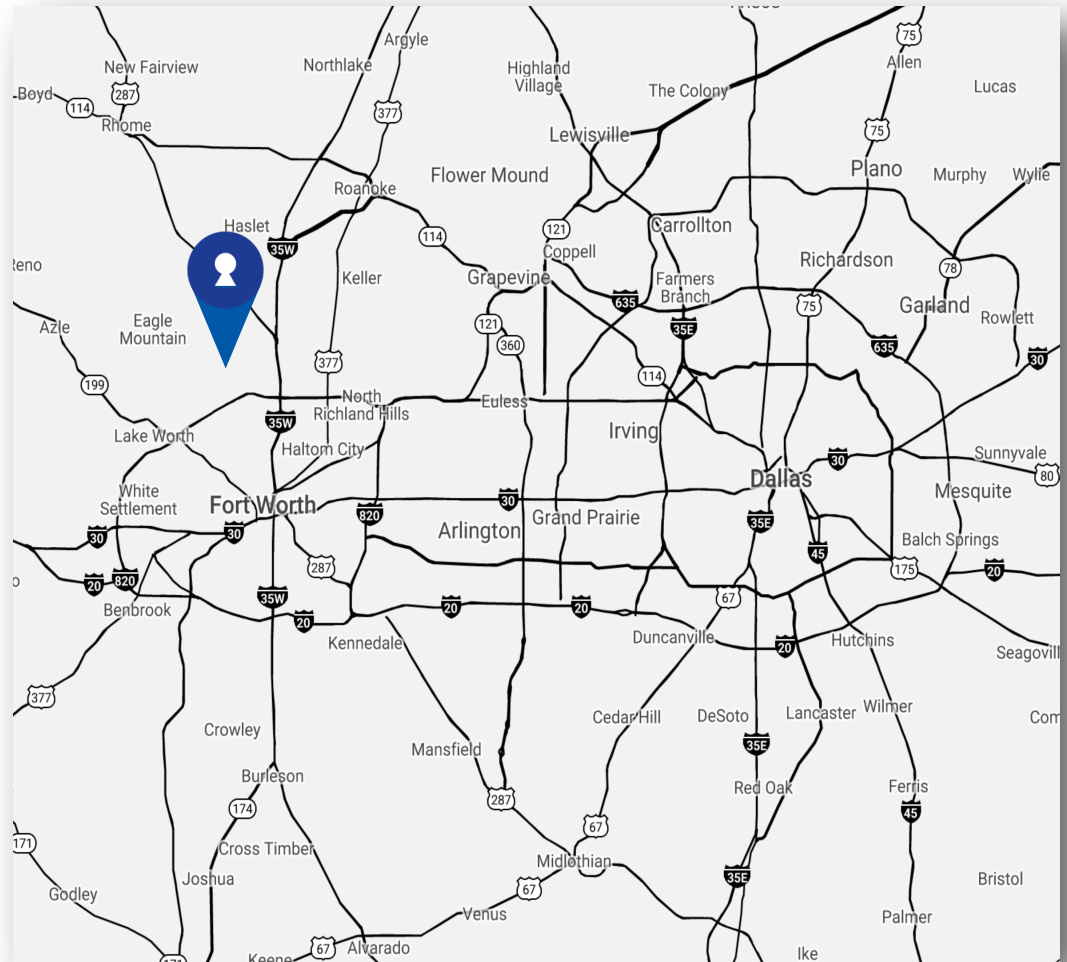 Argyle
75
New Fairview
Northlake
Allen
Highland
Village
287
Lucas
Boyd
The Colony
114
377
Rhome
75
Lewisville
Plano
Flower Mound
Murphy
Wylie
Roanoke
Haslet
Carrollton
121
114
35W
Coppell
Richardson
78
Keller
Grapevine
Farmers
Branch
635
75
Garland
Rowlett
Azle
Eagle
Mountain
121
35E
360
635
30
377
114
199
North
Richland Hills
Euless
35W
Irving
Lake Worth
Haltom City
Sunnyvale
30
80
Dallas
White
Settlement
Mesquite
Fort Worth
30
820
Grand Prairie
35E
Arlington
30
30
Balch Springs
45
287
175
20
20
820
35W
67
Benbrook
20
20
20
Kennedale
Duncanville
Hutchins
20
377
Cedar Hill
DeSoto
Lancaster
Wilmer
Crowley
35E
Mansfield
Burleson
Red Oak
Ferris
287
174
45
67
171
Cross Timber
Midlothian
Joshua
35E
Bristol
Godley
67
Venus
Palmer
67
Alvarado
Ike
Keene